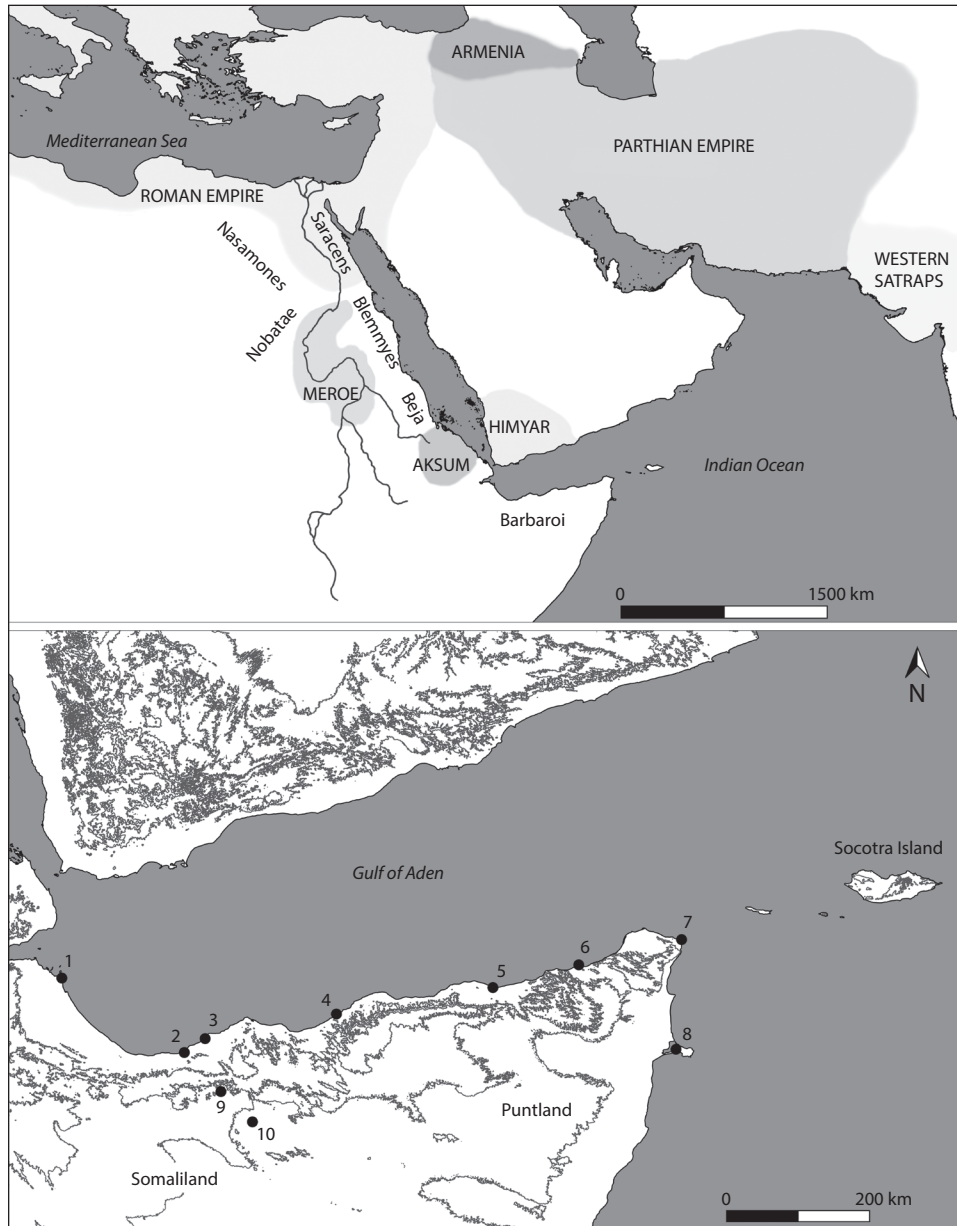 ARMENIA
Mediterranean Sea
PARTHIAN EMPIRE
ROMAN EMPIRE
Saracens
Nasamones
WESTERN
SATRAPS
Blemmyes
Nobatae
MEROE
Beja
HIMYAR
AKSUM
Indian Ocean
Barbaroi
0 1500 km
N
Socotra Island
Gulf of Aden
7
1
6
5
4
3
2
8
9
Puntland
10
Somaliland
0 200 km